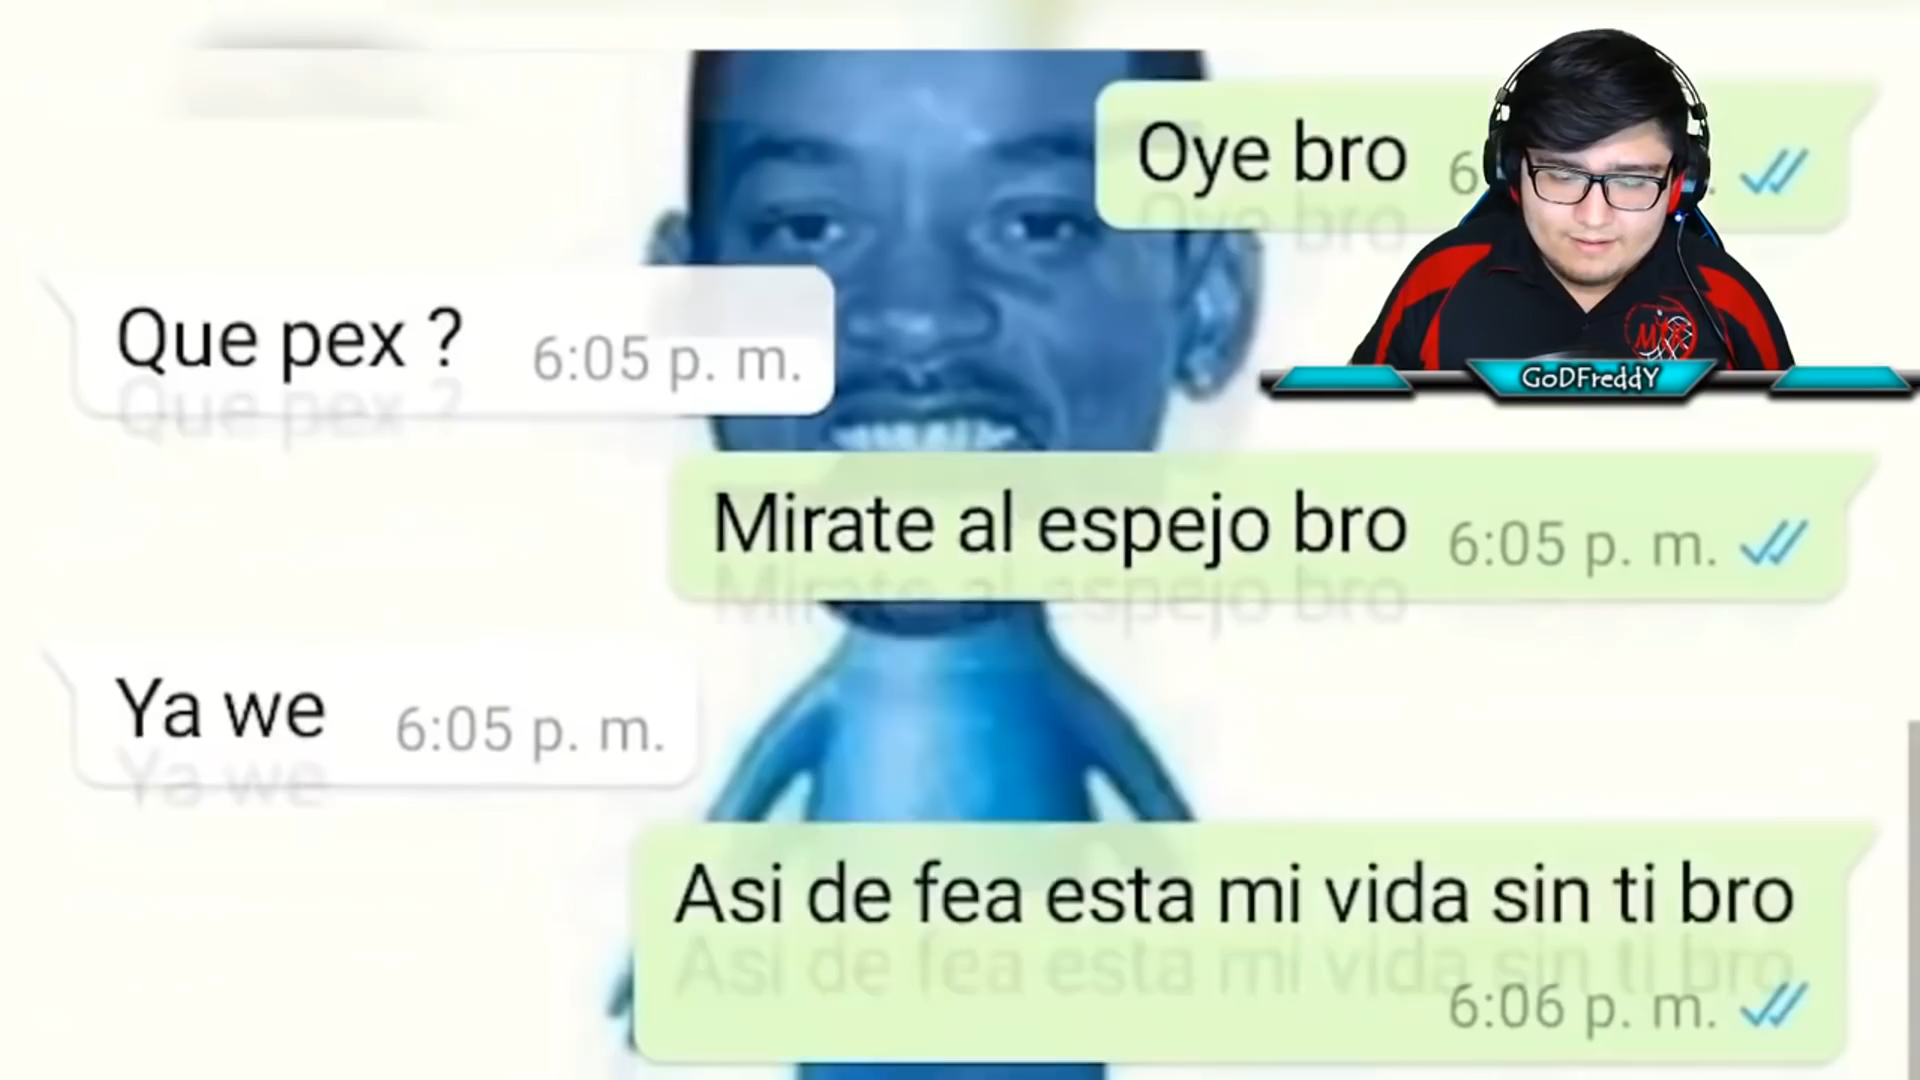 Oye bro 6
Que pex ? 6:05 p. m.
GoDFreddY
Mirate al espejo bro 6:05 p. m.
Ya we 6:05 p. m.
Asi de fea esta mi vida sin ti bro
6:06 p. m.